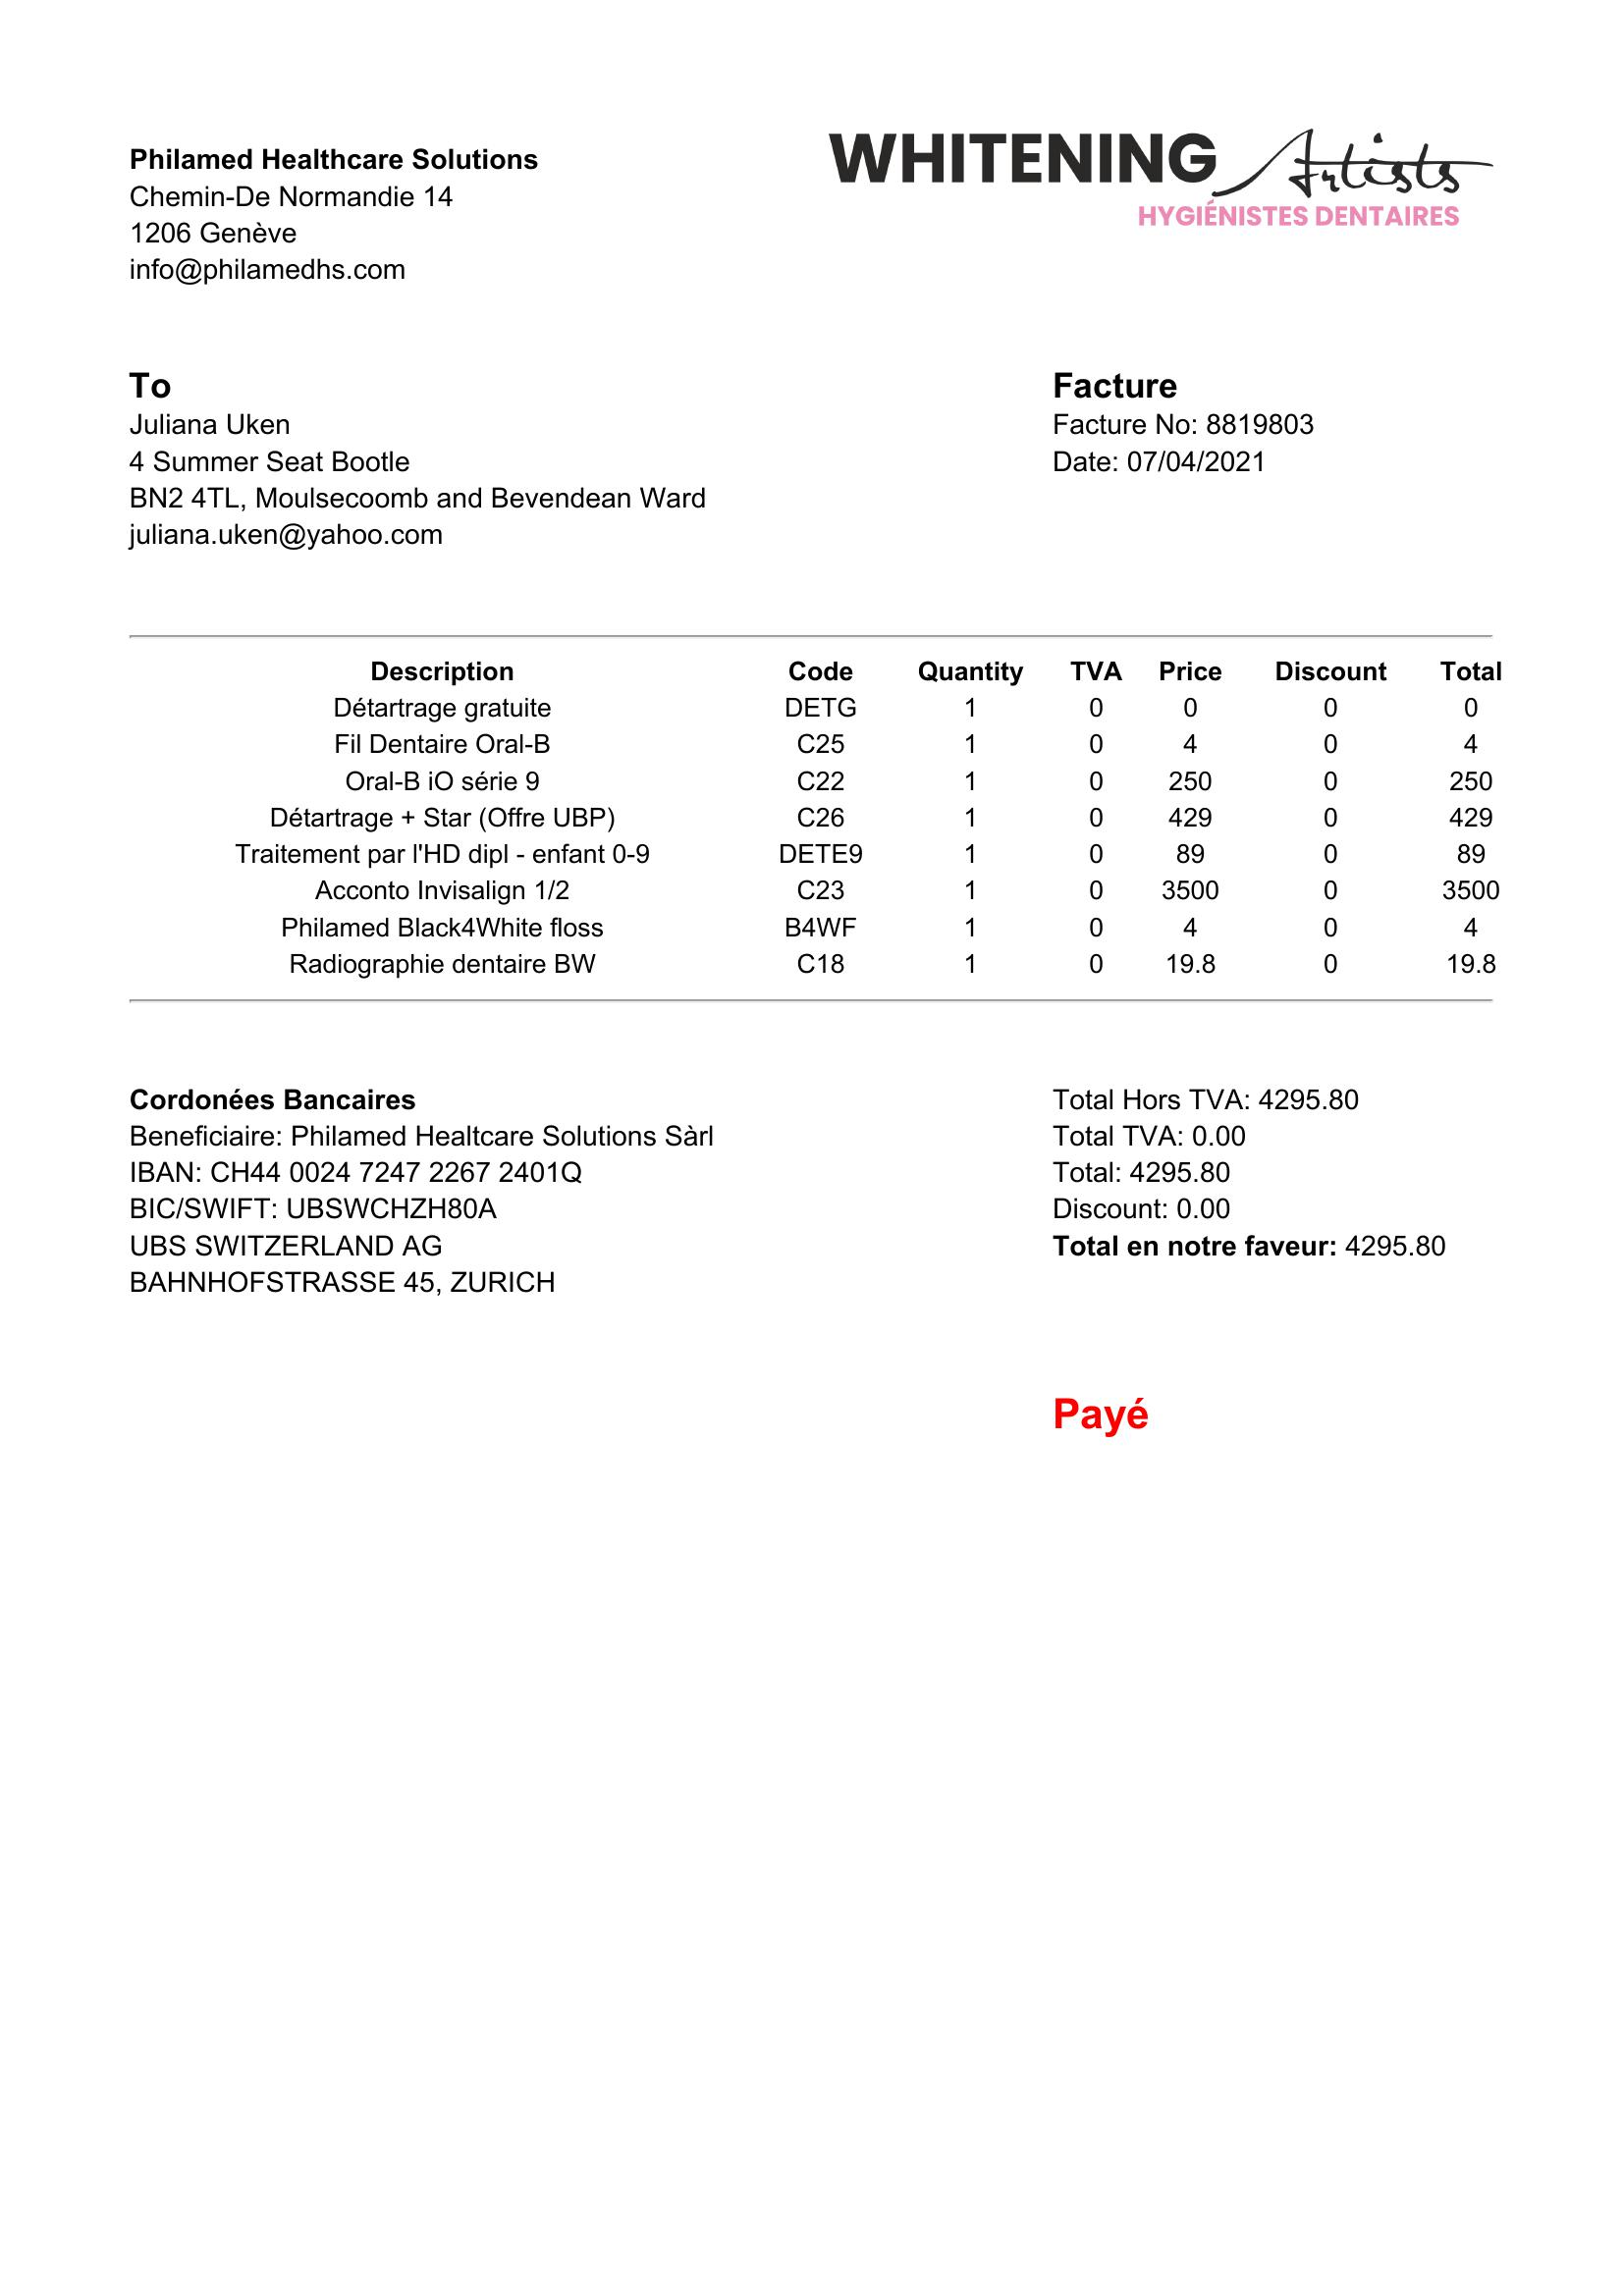 Philamed Healthcare Solutions
Chemin-De Normandie 14
1206 Genève
info@philamedhs.com
WHITENING Artists
HYGIÉNISTES DENTAIRES
To
Juliana Uken
4 Summer Seat Bootle
BN2 4TL, Moulsecoomb and Bevendean Ward
juliana.uken@yahoo.com
Facture
Facture No: 8819803
Date: 07/04/2021
Description Code Quantity TVA Price Discount Total
Détartrage gratuite DETG 1 0 0 0 0
Fil Dentaire Oral-B C25 1 0 4 0 4
Oral-B iO série 9 C22 1 0 250 0 250
Détartrage + Star (Offre UBP) C26 1 0 429 0 429
Traitement par l'HD dipl - enfant 0-9 DETE9 1 0 89 0 89
Acconto Invisalign 1/2 C23 1 0 3500 0 3500
Philamed Black4White floss B4WF 1 0 4 0 4
Radiographie dentaire BW C18 1 0 19.8 0 19.8
Cordonées Bancaires
Beneficiaire: Philamed Healtcare Solutions Sàrl
IBAN: CH44 0024 7247 2267 2401Q
BIC/SWIFT: UBSWCHZH80A
UBS SWITZERLAND AG
BAHNHOFSTRASSE 45, ZURICH
Total Hors TVA: 4295.80
Total TVA: 0.00
Total: 4295.80
Discount: 0.00
Total en notre faveur: 4295.80
Payé